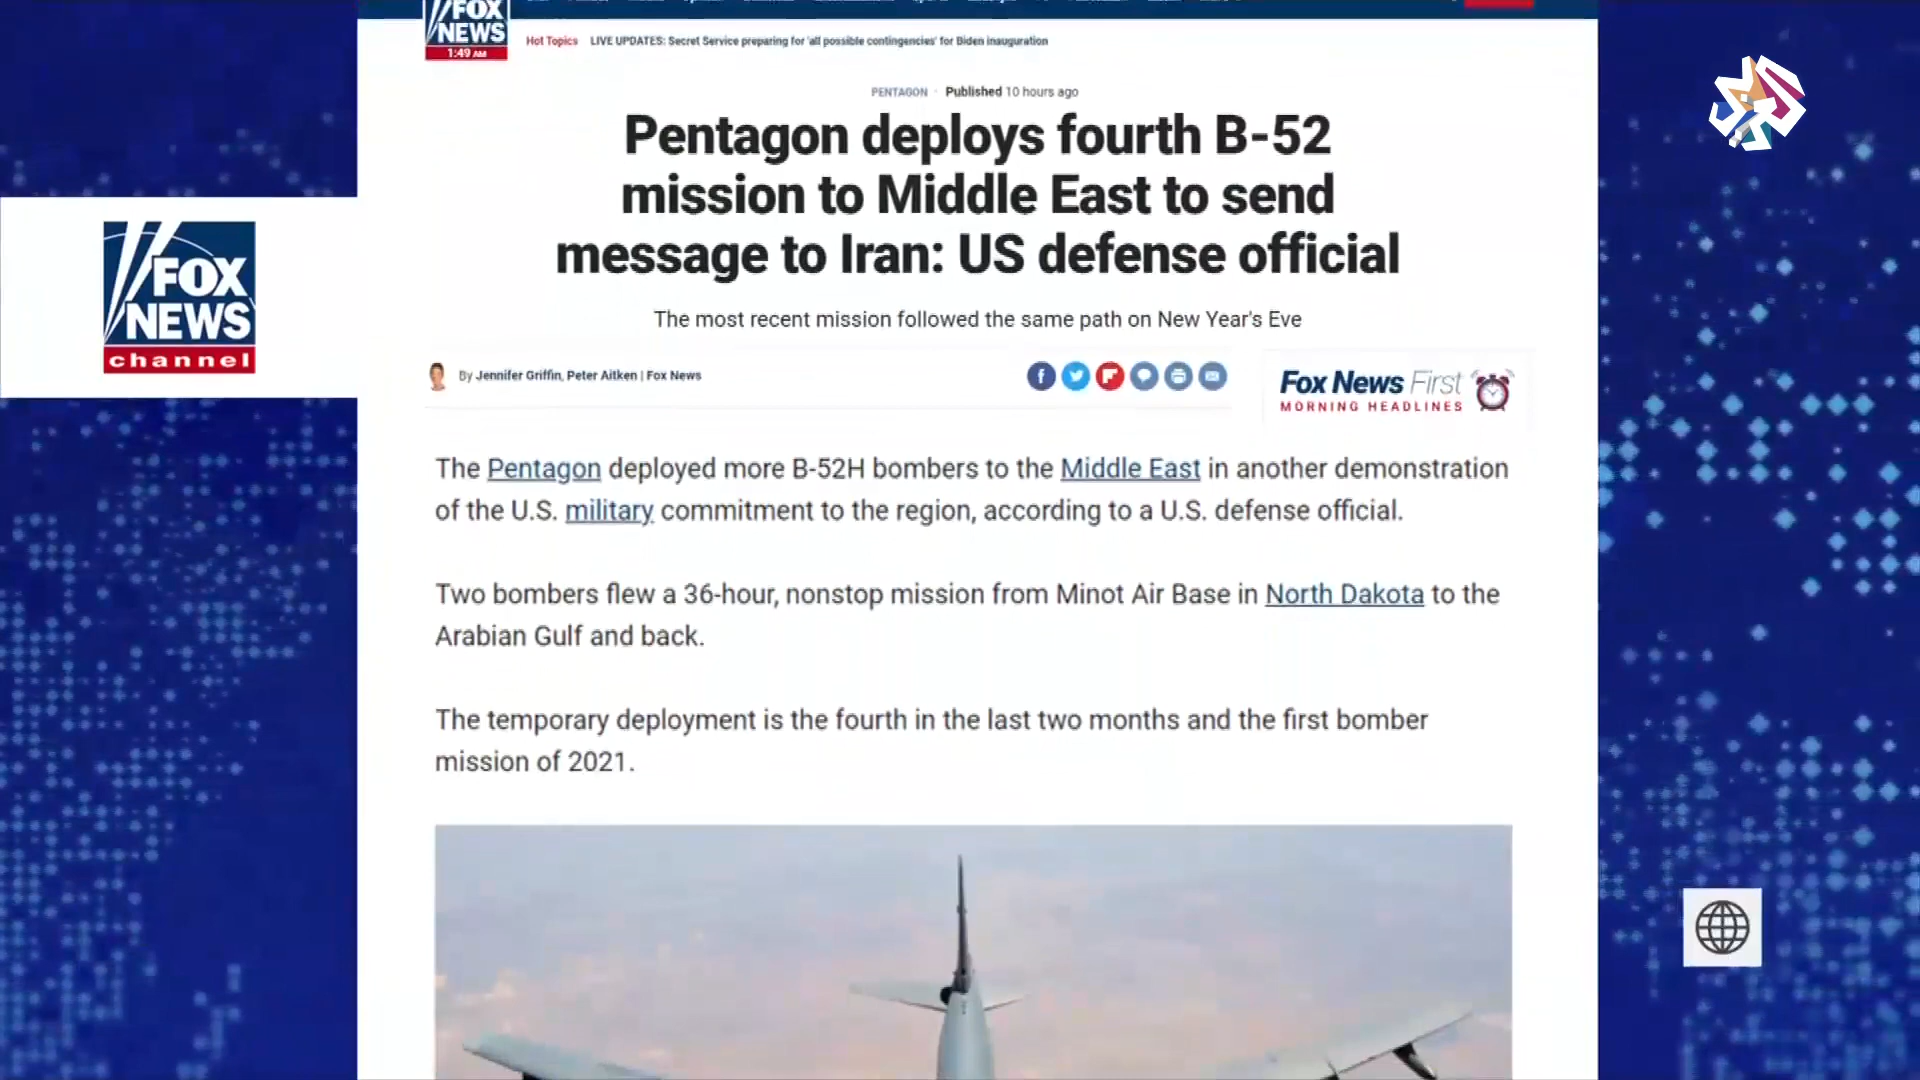 FOX
NEWS
1:49 AM
Hot Topics LIVE UPDATES: Secret Service preparing for 'all possible contingencies' for Biden inauguration
PENTAGON · Published 10 hours ago
Pentagon deploys fourth B-52
mission to Middle East to send
message to Iran: US defense official
The most recent mission followed the same path on New Year's Eve
FOX
NEWS
channel
By Jennifer Griffin, Peter Aitken | Fox News
Fox News First
MORNING HEADLINES
The Pentagon deployed more B-52H bombers to the Middle East in another demonstration
of the U.S. military commitment to the region, according to a U.S. defense official.
Two bombers flew a 36-hour, nonstop mission from Minot Air Base in North Dakota to the
Arabian Gulf and back.
The temporary deployment is the fourth in the last two months and the first bomber
mission of 2021.